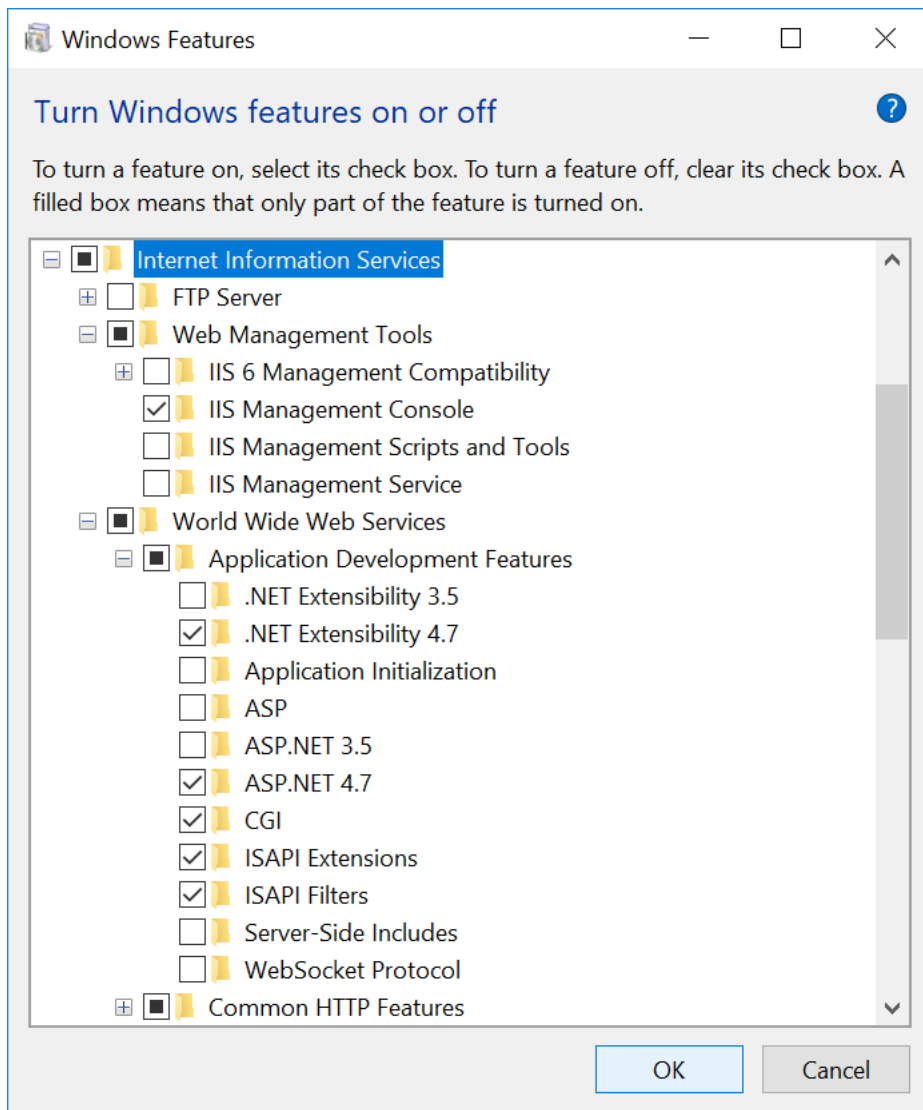 Windows Features
Turn Windows features on or off
?
To turn a feature on, select its check box. To turn a feature off, clear its check box. A
filled box means that only part of the feature is turned on.
Internet Information Services
FTP Server
Web Management Tools
IIS 6 Management Compatibility
IIS Management Console
IIS Management Scripts and Tools
IIS Management Service
World Wide Web Services
Application Development Features
.NET Extensibility 3.5
.NET Extensibility 4.7
Application Initialization
ASP
ASP.NET 3.5
ASP.NET 4.7
CGI
ISAPI Extensions
ISAPI Filters
Server-Side Includes
WebSocket Protocol
Common HTTP Features
OK Cancel